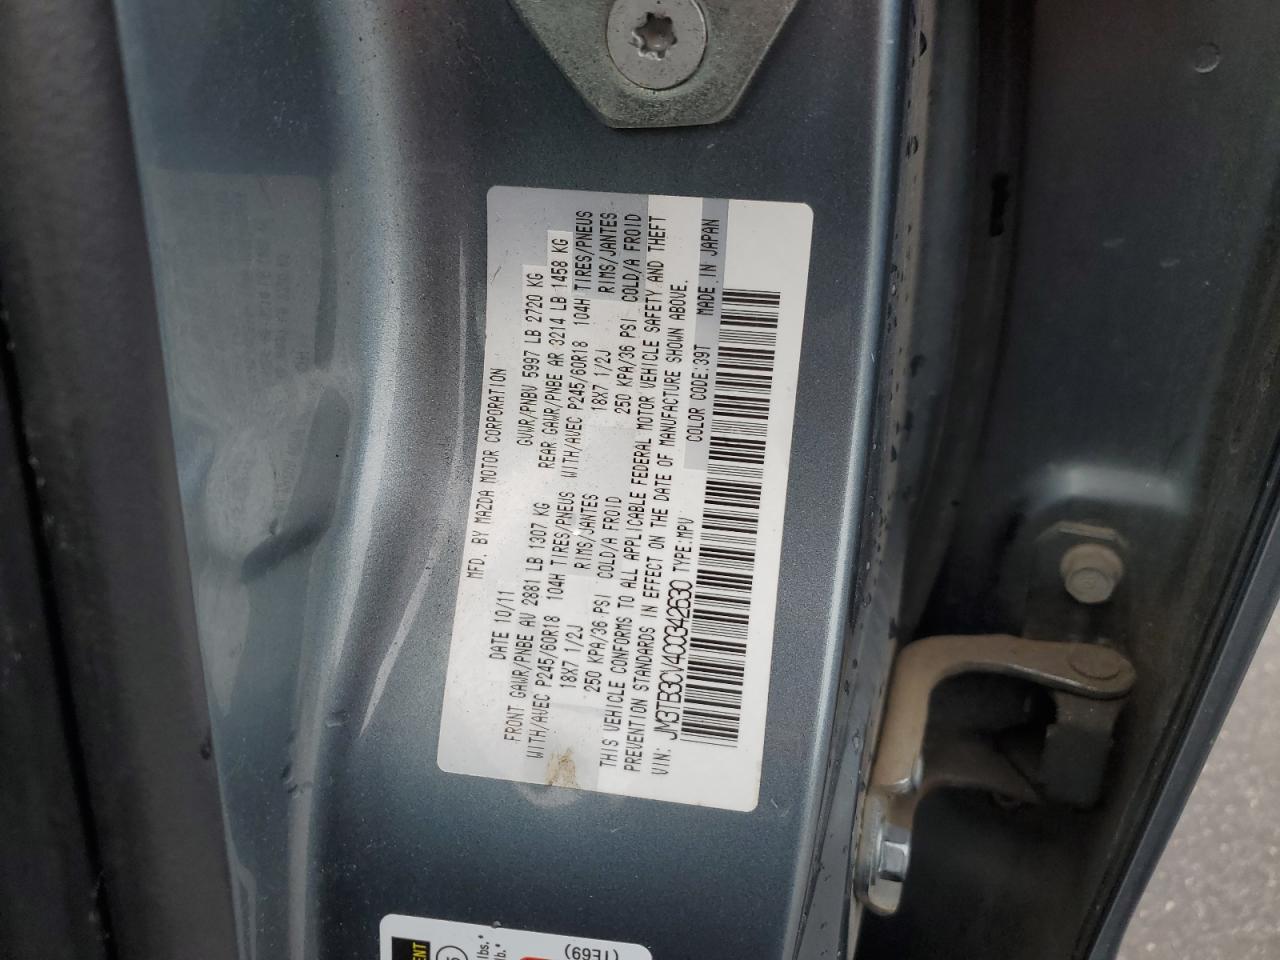 MFD. BY MAZDA MOTOR CORPORATION
DATE 10/11 GVWR/PNBV 5997 LB 2720 KG
FRONT GAWR/PNBE AV 2881 LB 1307 KG REAR GAWR/PNBE AR 3214 LB 1458 KG
WITH/AVEC P245/60R18 104H TIRES/PNEUS WITH/AVEC P245/60R18 104H TIRES/PNEUS
18X7 1/2J RIMS/JANTES 18X7 1/2J RIMS/JANTES
250 KPA/36 PSI COLD/A FROID 250 KPA/36 PSI COLD/A FROID
THIS VEHICLE CONFORMS TO ALL APPLICABLE FEDERAL MOTOR VEHICLE SAFETY AND THEFT
PREVENTION STANDARDS IN EFFECT ON THE DATE OF MANUFACTURE SHOWN ABOVE.
VIN: JM3TB3CV4C0342630 TYPE:MPV COLOR CODE:39T MADE IN JAPAN
lbs.*
lb.*
(1E69)